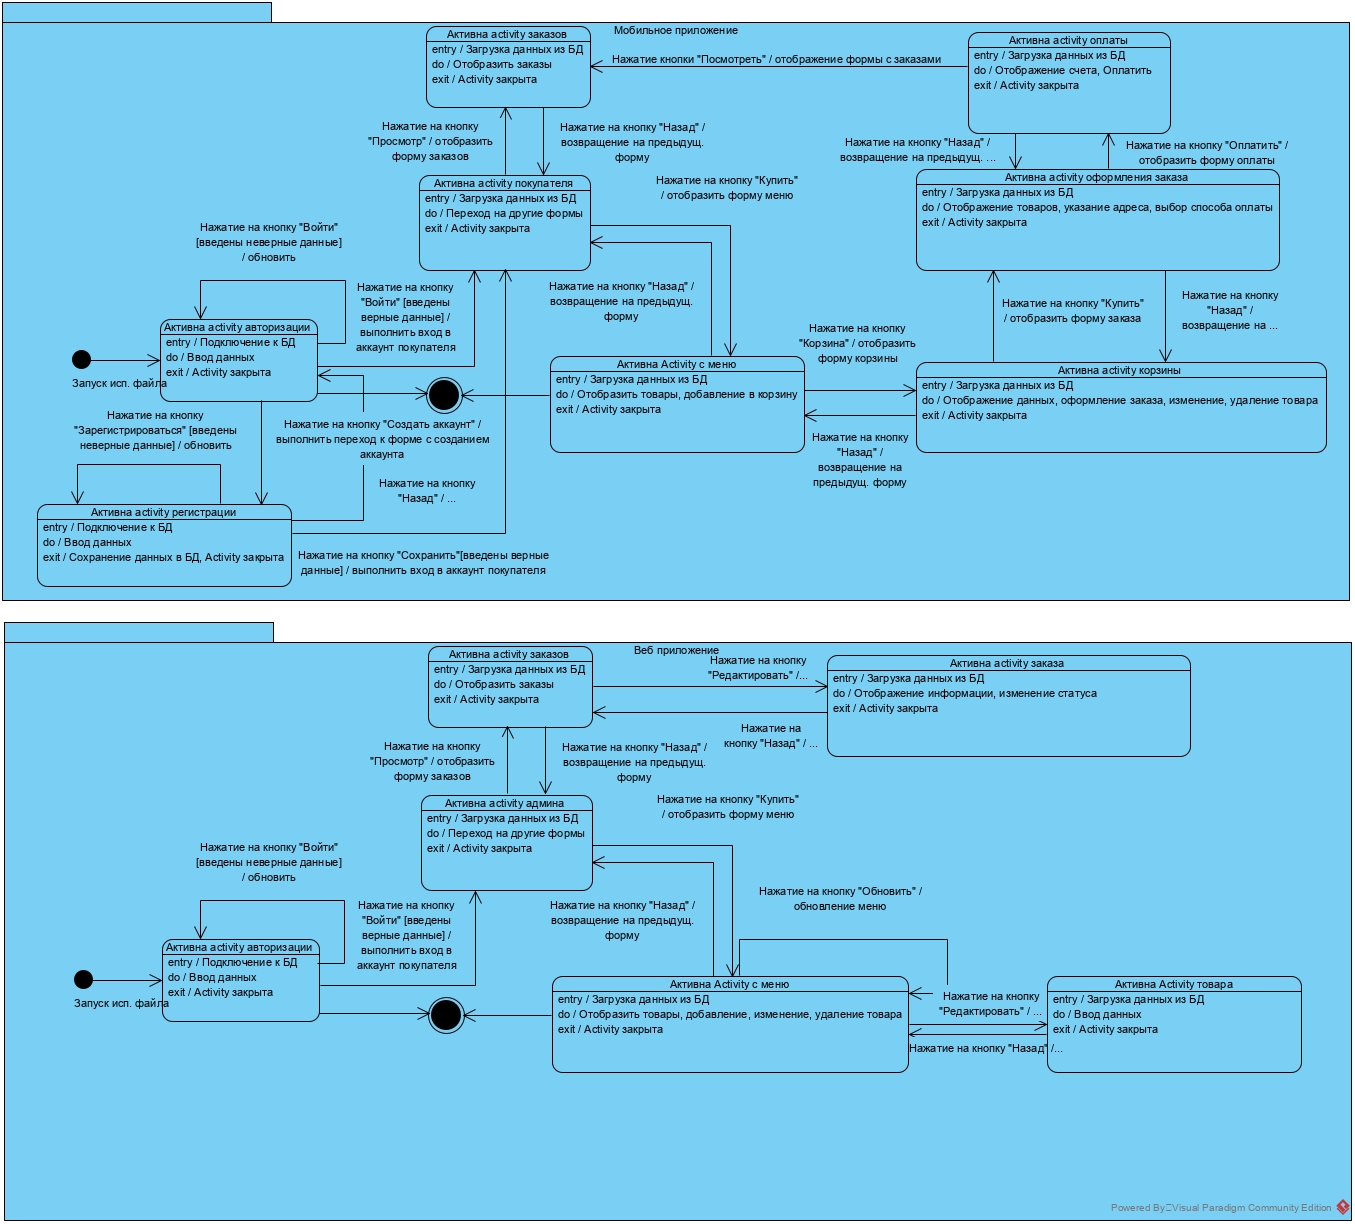 Мобильное приложение
Активна activity заказов
entry / Загрузка данных из БД
do / Отобразить заказы
exit / Activity закрыта
Нажатие кнопки "Посмотреть" / отображение формы с заказами
Активна activity оплаты
entry / Загрузка данных из БД
do / Отображение счета, Оплатить
exit / Activity закрыта
Нажатие на кнопку
"Просмотр" / отобразить
форму заказов
Нажатие на кнопку "Назад" /
возвращение на предыдущ.
форму
Нажатие на кнопку "Назад" /
возвращение на предыдущ. ...
Нажатие на кнопку "Оплатить" /
отобразить форму оплаты
Активна activity покупателя
entry / Загрузка данных из БД
do / Переход на другие формы
exit / Activity закрыта
Нажатие на кнопку "Купить"
/ отобразить форму меню
Активна activity оформления заказа
entry / Загрузка данных из БД
do / Отображение товаров, указание адреса, выбор способа оплаты
exit / Activity закрыта
Нажатие на кнопку "Войти"
[введены неверные данные]
/ обновить
Нажатие на кнопку
"Войти" [введены
верные данные] /
выполнить вход в
аккаунт покупателя
Нажатие на кнопку "Назад" /
возвращение на предыдущ.
форму
Нажатие на кнопку "Купить"
/ отобразить форму заказа
Нажатие на кнопку
"Назад" /
возвращение на ...
Активна activity авторизации
entry / Подключение к БД
do / Ввод данных
exit / Activity закрыта
Запуск исп. файла
Нажатие на кнопку
"Корзина" / отобразить
форму корзины
Активна Activity с меню
entry / Загрузка данных из БД
do / Отобразить товары, добавление в корзину
exit / Activity закрыта
Активна activity корзины
entry / Загрузка данных из БД
do / Отображение данных, оформление заказа, изменение, удаление товара
exit / Activity закрыта
Нажатие на кнопку
"Зарегистрироваться" [введены
неверные данные] / обновить
Нажатие на кнопку "Создать аккаунт" /
выполнить переход к форме с созданием
аккаунта
Нажатие на кнопку
"Назад" /
возвращение на
предыдущ. форму
Нажатие на кнопку
"Назад" / ...
Активна activity регистрации
entry / Подключение к БД
do / Ввод данных
exit / Сохранение данных в БД, Activity закрыта
Нажатие на кнопку "Сохранить"[введены верные
данные] / выполнить вход в аккаунт покупателя
Веб приложение
Активна activity заказов
entry / Загрузка данных из БД
do / Отобразить заказы
exit / Activity закрыта
Нажатие на кнопку
"Редактировать" /...
Активна activity заказа
entry / Загрузка данных из БД
do / Отображение информации, изменение статуса
exit / Activity закрыта
Нажатие на
кнопку "Назад" / ...
Нажатие на кнопку
"Просмотр" / отобразить
форму заказов
Нажатие на кнопку "Назад" /
возвращение на предыдущ.
форму
Активна activity админа
entry / Загрузка данных из БД
do / Переход на другие формы
exit / Activity закрыта
Нажатие на кнопку "Купить"
/ отобразить форму меню
Нажатие на кнопку "Войти"
[введены неверные данные]
/ обновить
Нажатие на кнопку
"Войти" [введены
верные данные] /
выполнить вход в
аккаунт покупателя
Нажатие на кнопку "Назад" /
возвращение на предыдущ.
форму
Нажатие на кнопку "Обновить" /
обновление меню
Активна activity авторизации
entry / Подключение к БД
do / Ввод данных
exit / Activity закрыта
Запуск исп. файла
Активна Activity с меню
entry / Загрузка данных из БД
do / Отобразить товары, добавление, изменение, удаление товара
exit / Activity закрыта
Нажатие на кнопку
"Редактировать" / ...
Нажатие на кнопку "Назад" /...
Активна Activity товара
entry / Загрузка данных из БД
do / Ввод данных
exit / Activity закрыта
Powered By Visual Paradigm Community Edition